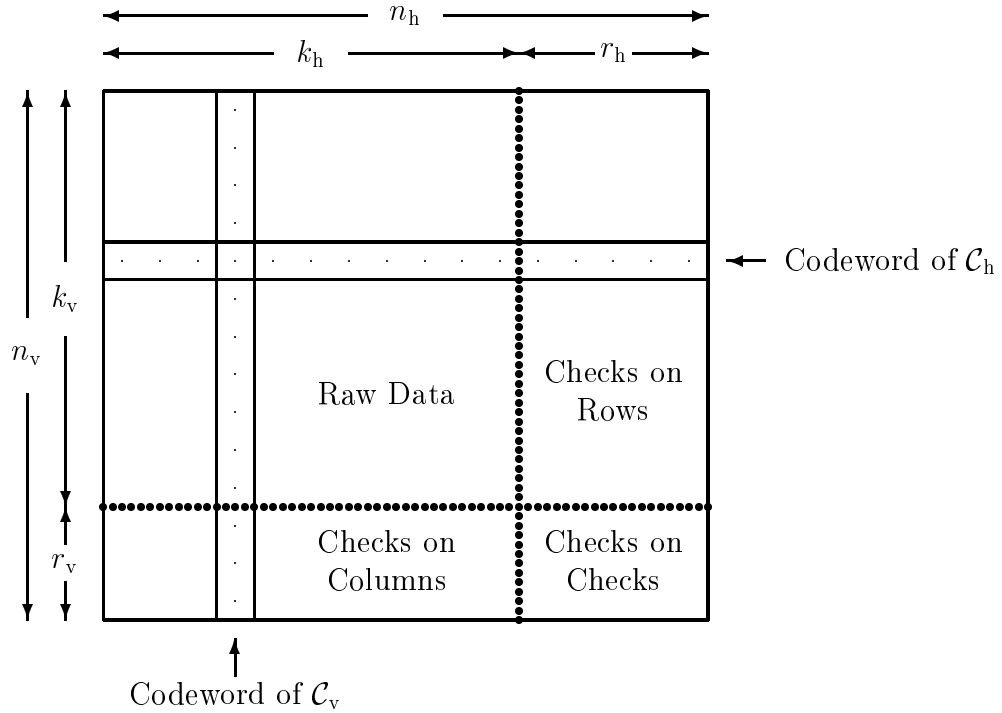 n_h
k_h r_h
Codeword of C_h
k_v
n_v
Checks on
Rows
Raw Data
Checks on
Columns
Checks on
Checks
r_v
Codeword of C_v